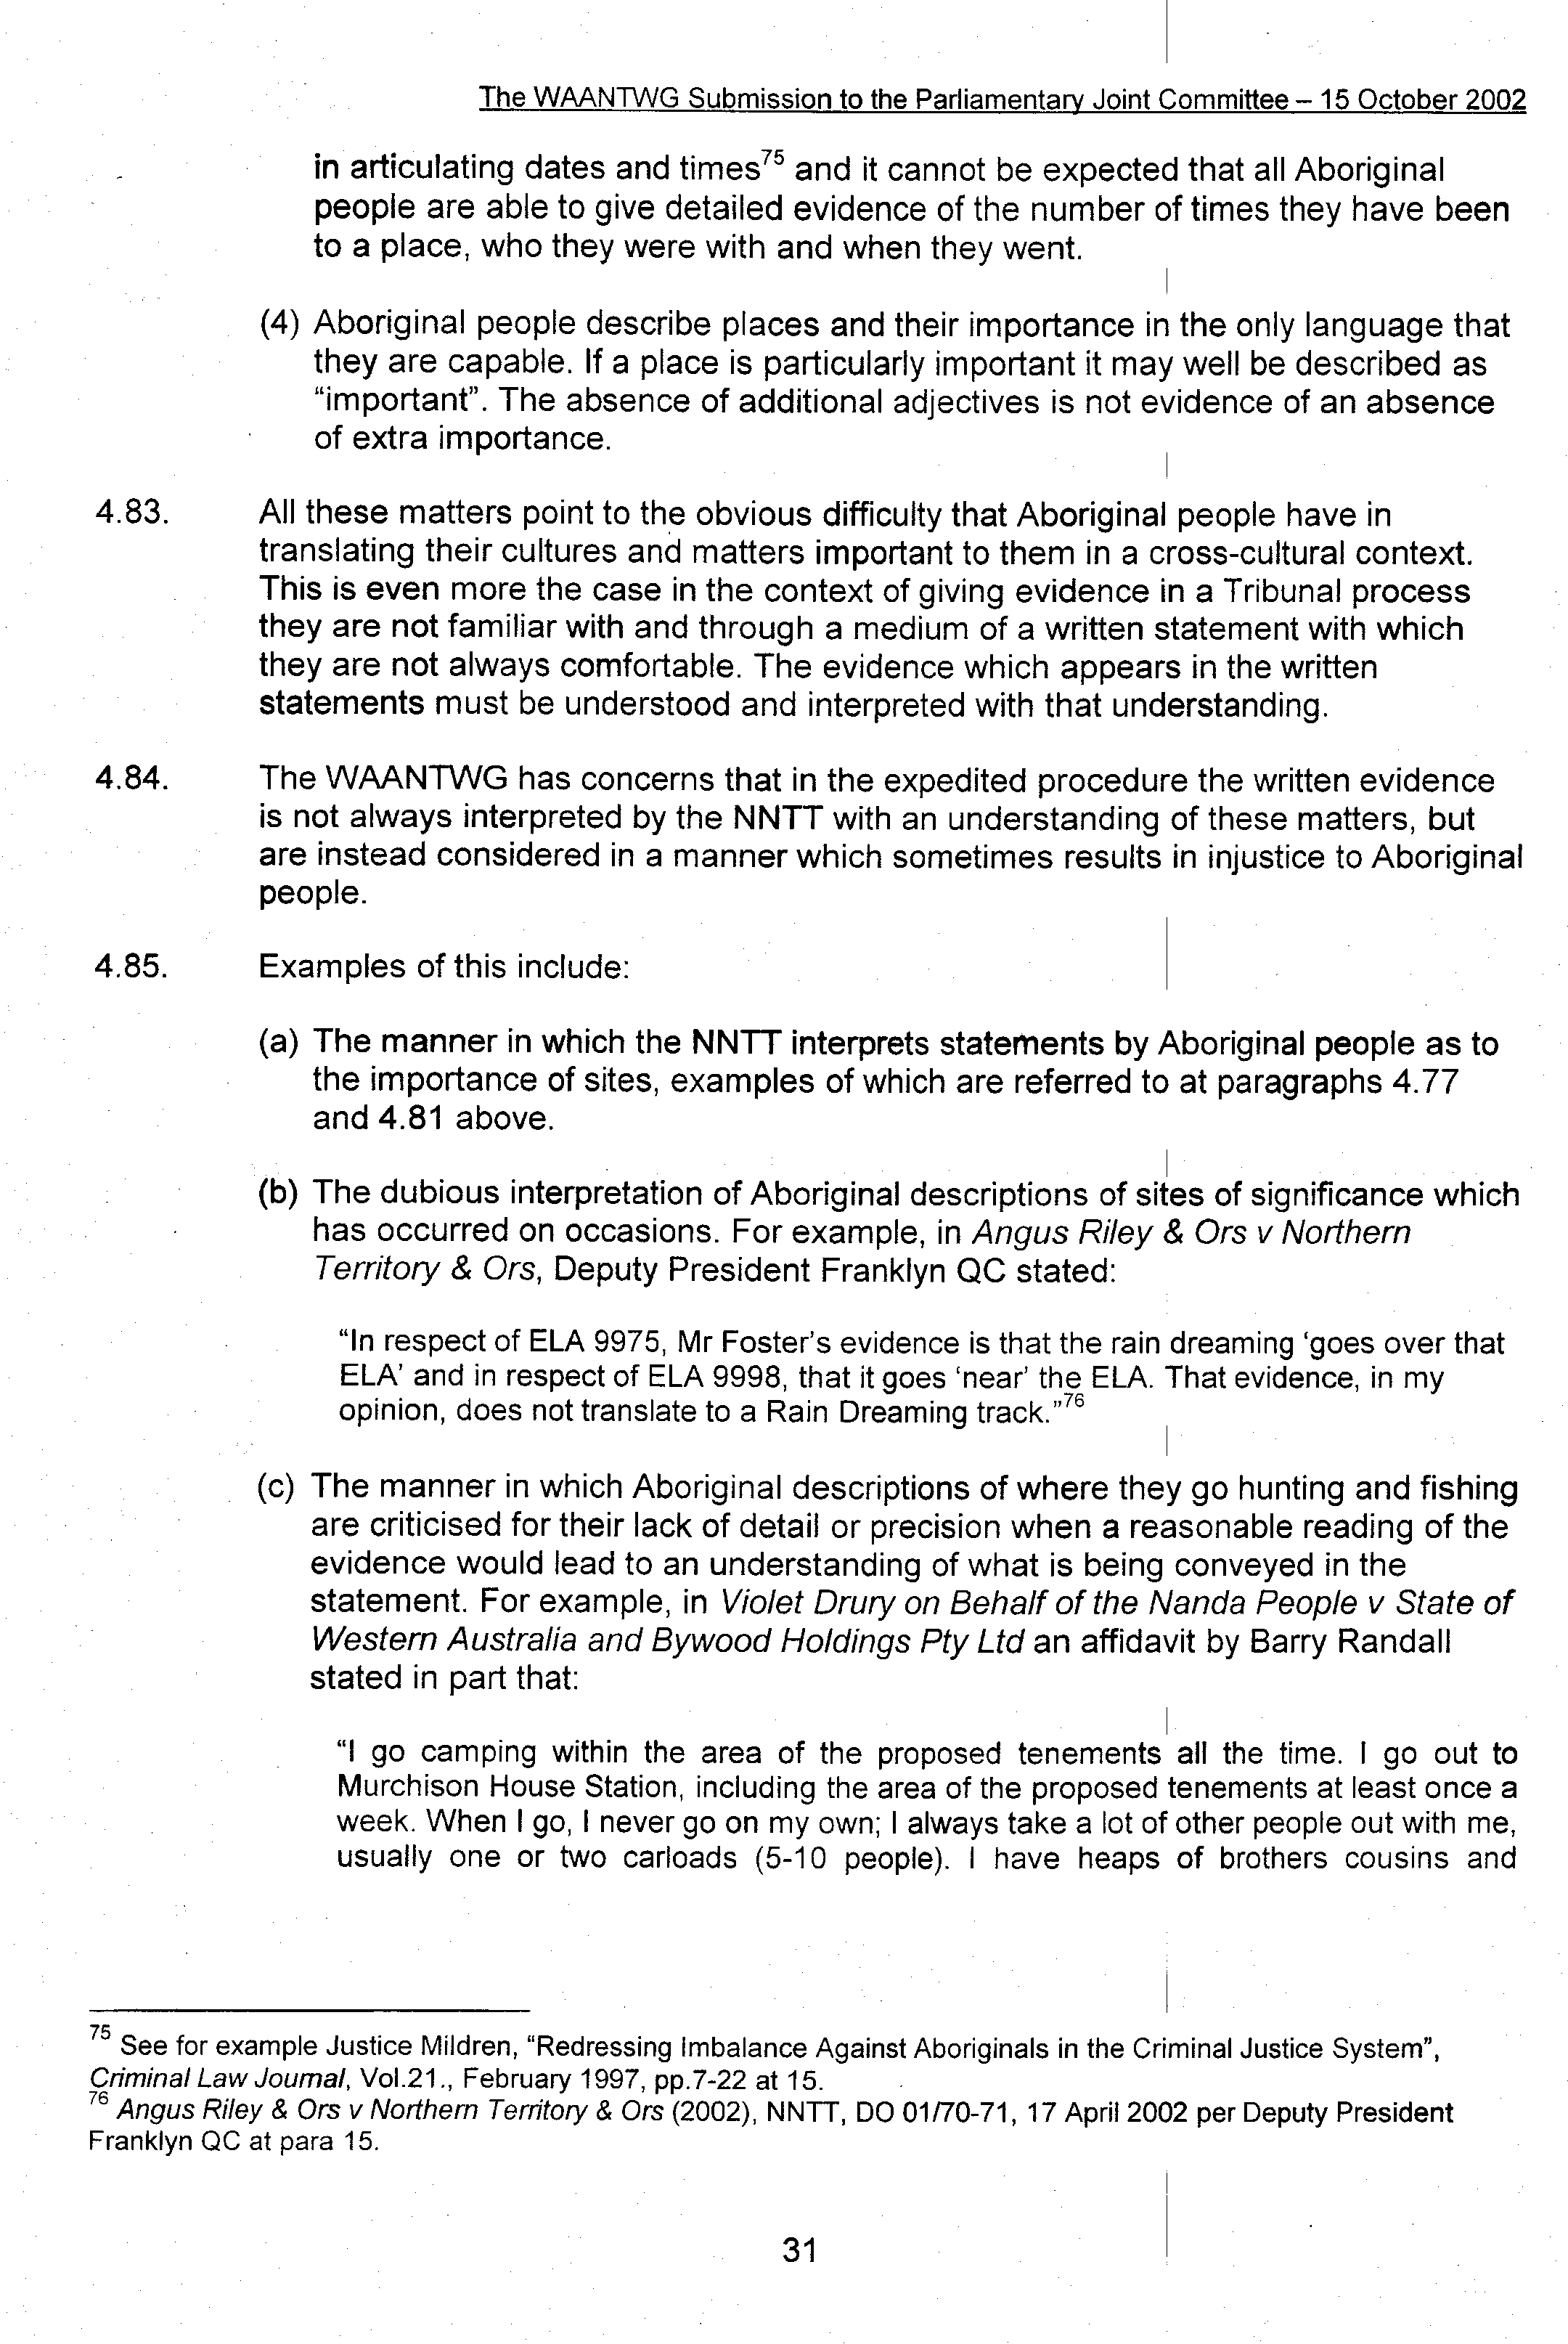 The WAANTWG Submission to the Parliamentary Joint Committee – 15 October 2002
in articulating dates and times75 and it cannot be expected that all Aboriginal
people are able to give detailed evidence of the number of times they have been
to a place, who they were with and when they went.
(4) Aboriginal people describe places and their importance in the only language that
they are capable. If a place is particularly important it may well be described as
“important”. The absence of additional adjectives is not evidence of an absence
of extra importance.
4.83. All these matters point to the obvious difficulty that Aboriginal people have in
translating their cultures and matters important to them in a cross-cultural context.
This is even more the case in the context of giving evidence in a Tribunal process
they are not familiar with and through a medium of a written statement with which
they are not always comfortable. The evidence which appears in the written
statements must be understood and interpreted with that understanding.
4.84. The WAANTWG has concerns that in the expedited procedure the written evidence
is not always interpreted by the NNTT with an understanding of these matters, but
are instead considered in a manner which sometimes results in injustice to Aboriginal
people.
4.85. Examples of this include:
(a) The manner in which the NNTT interprets statements by Aboriginal people as to
the importance of sites, examples of which are referred to at paragraphs 4.77
and 4.81 above.
(b) The dubious interpretation of Aboriginal descriptions of sites of significance which
has occurred on occasions. For example, in Angus Riley & Ors v Northern
Territory & Ors, Deputy President Franklyn QC stated:
“In respect of ELA 9975, Mr Foster’s evidence is that the rain dreaming ‘goes over that
ELA’ and in respect of ELA 9998, that it goes ‘near’ the ELA. That evidence, in my
opinion, does not translate to a Rain Dreaming track.”76
(c) The manner in which Aboriginal descriptions of where they go hunting and fishing
are criticised for their lack of detail or precision when a reasonable reading of the
evidence would lead to an understanding of what is being conveyed in the
statement. For example, in Violet Drury on Behalf of the Nanda People v State of
Western Australia and Bywood Holdings Pty Ltd an affidavit by Barry Randall
stated in part that:
“I go camping within the area of the proposed tenements all the time. I go out to
Murchison House Station, including the area of the proposed tenements at least once a
week. When I go, I never go on my own; I always take a lot of other people out with me,
usually one or two carloads (5-10 people). I have heaps of brothers cousins and
75 See for example Justice Mildren, “Redressing Imbalance Against Aboriginals in the Criminal Justice System”,
Criminal Law Journal, Vol.21., February 1997, pp.7-22 at 15.
76 Angus Riley & Ors v Northern Territory & Ors (2002), NNTT, DO 01/70-71, 17 April 2002 per Deputy President
Franklyn QC at para 15.
31